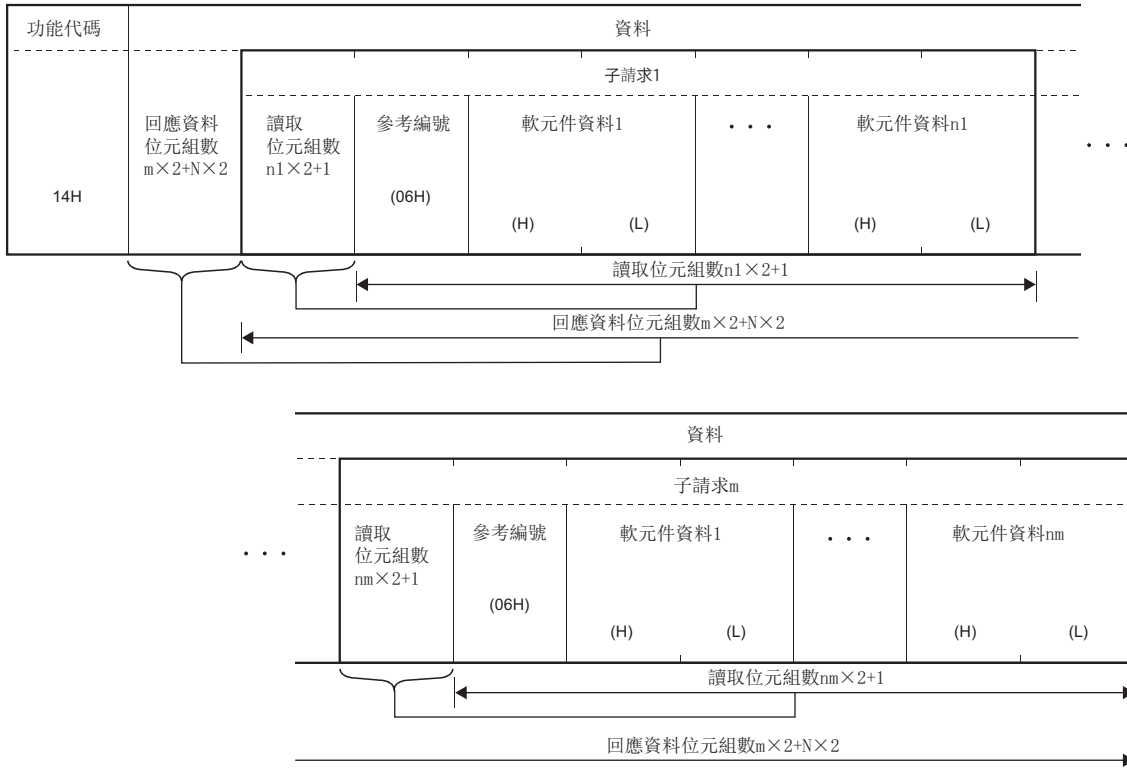 功能代碼
資料
子請求1
回應資料
位元組數
m×2+N×2
讀取
位元組數
n1×2+1
參考編號
軟元件資料1
· · ·
軟元件資料n1
· · ·
14H
(06H)
(H)
(L)
(H)
(L)
讀取位元組數n1×2+1
回應資料位元組數m×2+N×2
資料
子請求m
· · ·
讀取
位元組數
nm×2+1
參考編號
軟元件資料1
· · ·
軟元件資料nm
(06H)
(H)
(L)
(H)
(L)
讀取位元組數nm×2+1
回應資料位元組數m×2+N×2